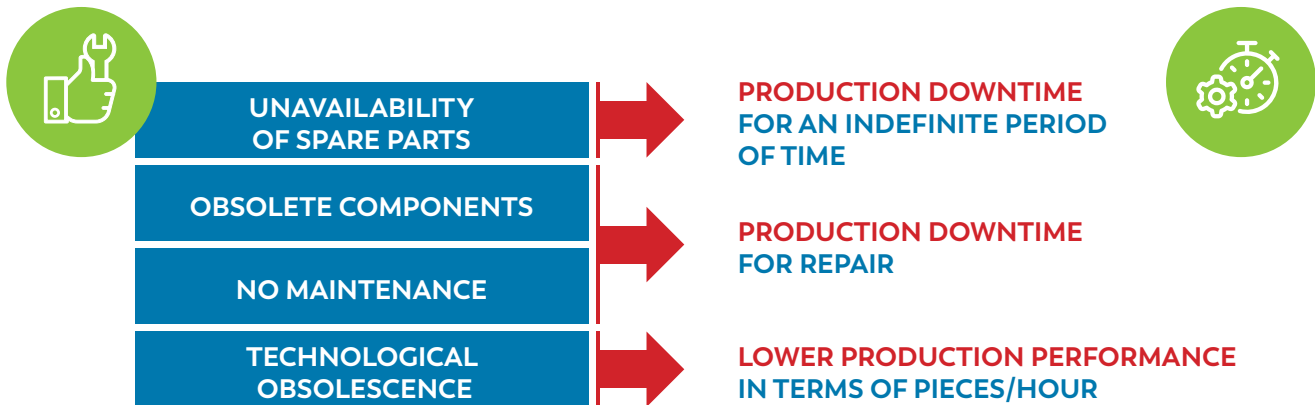 UNAVAILABILITY
OF SPARE PARTS
PRODUCTION DOWNTIME
FOR AN INDEFINITE PERIOD
OF TIME
OBSOLETE COMPONENTS
NO MAINTENANCE
PRODUCTION DOWNTIME
FOR REPAIR
TECHNOLOGICAL
OBSOLESCENCE
LOWER PRODUCTION PERFORMANCE
IN TERMS OF PIECES/HOUR